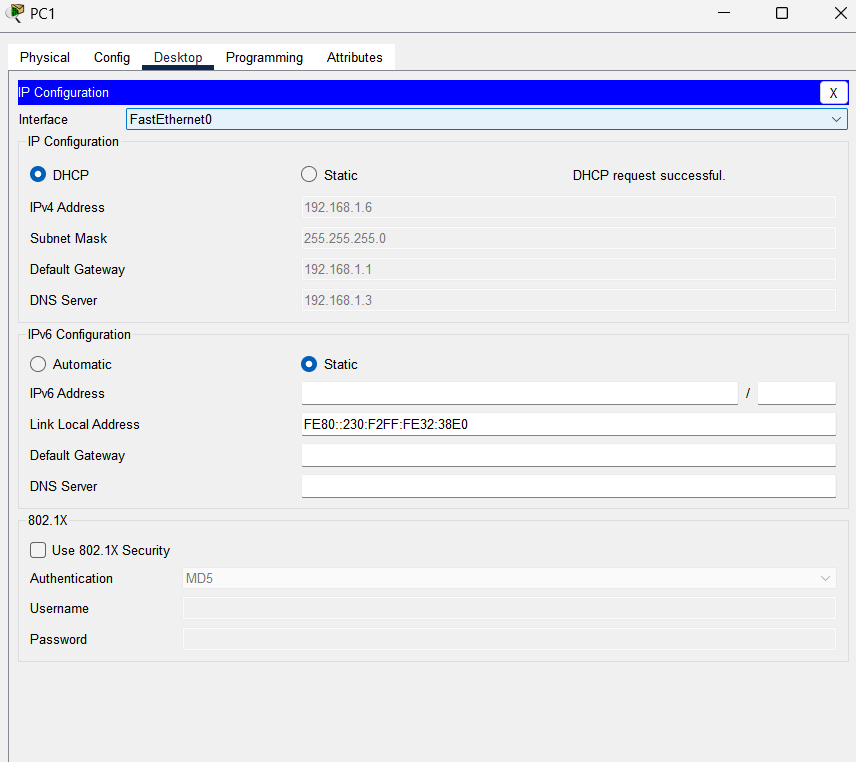 PC1
Physical Config Desktop Programming Attributes
IP Configuration X
Interface FastEthernet0
IP Configuration
DHCP Static DHCP request successful.
IPv4 Address 192.168.1.6
Subnet Mask 255.255.255.0
Default Gateway 192.168.1.1
DNS Server 192.168.1.3
IPv6 Configuration
Automatic Static
IPv6 Address /
Link Local Address FE80::230:F2FF:FE32:38E0
Default Gateway
DNS Server
802.1X
Use 802.1X Security
Authentication MD5
Username
Password